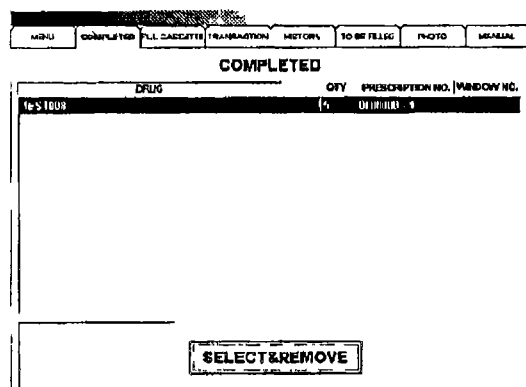 MENU COMPLETED FILL CASSETTE TRANSACTION HISTORY TO BE FILLED PHOTO MANUAL
COMPLETED
DRUG QTY PRESCRIPTION NO. WINDOW NO.
TEST008
SELECT&REMOVE